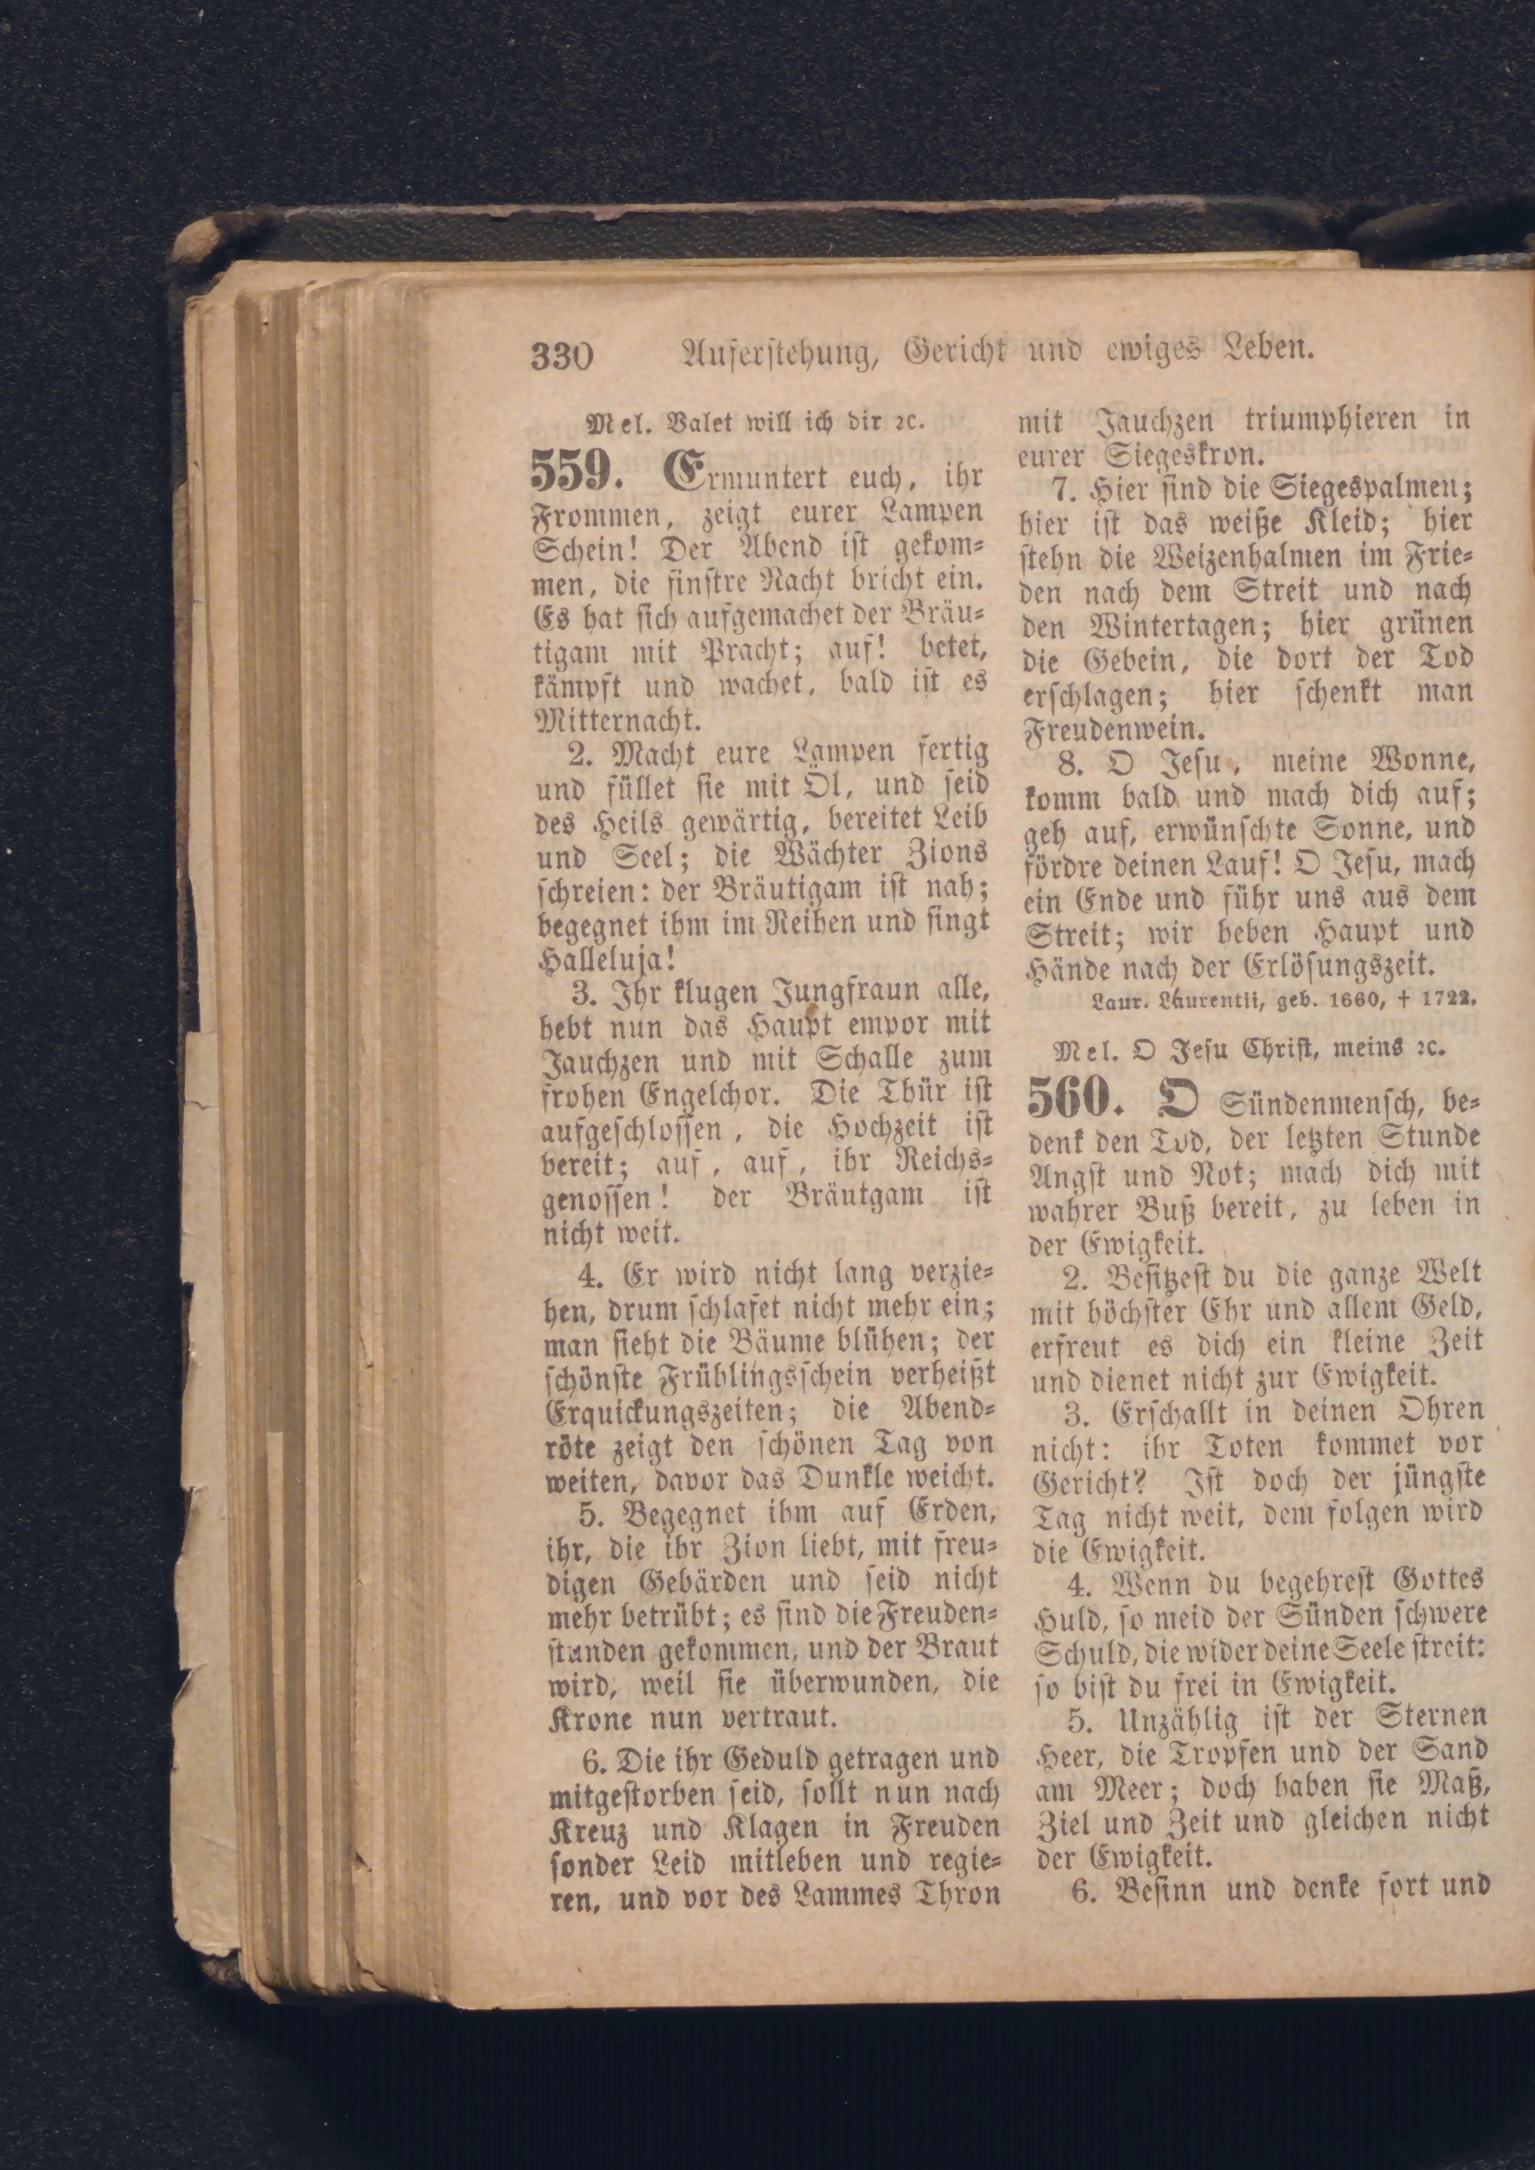 330 Auferstehung, Gericht und ewiges Leben.
Mel. Valet will ich dir ꝛc.
559. Ermuntert euch, ihr
Frommen, zeigt eurer Lampen
Schein! Der Abend ist gekom=
men, die finstre Nacht bricht ein.
Es hat sich aufgemachet der Bräu=
tigam mit Pracht; auf! betet,
kämpft und wachet, bald ist es
Mitternacht.
2. Macht eure Lampen fertig
und füllet sie mit Öl, und seid
des Heils gewärtig, bereitet Leib
und Seel; die Wächter Zions
schreien: der Bräutigam ist nah;
begegnet ihm im Reihen und singt
Halleluja!
3. Ihr klugen Jungfraun alle,
hebt nun das Haupt empor mit
Jauchzen und mit Schalle zum
frohen Engelchor. Die Thür ist
aufgeschlossen, die Hochzeit ist
bereit; auf, auf, ihr Reichs=
genossen! der Bräutgam ist
nicht weit.
4. Er wird nicht lang verzie=
hen, drum schlafet nicht mehr ein;
man sieht die Bäume blühen; der
schönste Frühlingsschein verheißt
Erquickungszeiten; die Abend=
röte zeigt den schönen Tag von
weiten, davor das Dunkle weicht.
5. Begegnet ihm auf Erden,
ihr, die ihr Zion liebt, mit freu=
digen Gebärden und seid nicht
mehr betrübt; es sind die Freuden=
stunden gekommen, und der Braut
wird, weil sie überwunden, die
Krone nun vertraut.
6. Die ihr Geduld getragen und
mitgestorben seid, sollt nun nach
Kreuz und Klagen in Freuden
sonder Leid mitleben und regie=
ren, und vor des Lammes Thron
mit Jauchzen triumphieren in
eurer Siegeskron.
7. Hier sind die Siegespalmen;
hier ist das weiße Kleid; hier
stehn die Weizenhalmen im Frie=
den nach dem Streit und nach
den Wintertagen; hier grünen
die Gebein, die dort der Tod
erschlagen; hier schenkt man
Freudenwein.
8. O Jesu, meine Wonne,
komm bald und mach dich auf;
geh auf, erwünschte Sonne, und
fördre deinen Lauf! O Jesu, mach
ein Ende und führ uns aus dem
Streit; wir heben Haupt und
Hände nach der Erlösungszeit.
Laur. Laurentii, geb. 1660, † 1722.
Mel. O Jesu Christ, meins ꝛc.
560. O Sündenmensch, be=
denk den Tod, der letzten Stunde
Angst und Not; mach dich mit
wahrer Buß bereit, zu leben in
der Ewigkeit.
2. Besitzest du die ganze Welt
mit höchster Ehr und allem Geld,
erfreut es dich ein kleine Zeit
und dienet nicht zur Ewigkeit.
3. Erschallt in deinen Ohren
nicht: ihr Toten kommet vor
Gericht? Ist doch der jüngste
Tag nicht weit, dem folgen wird
die Ewigkeit.
4. Wenn du begehrest Gottes
Huld, so meid der Sünden schwere
Schuld, die wider deine Seele streit:
so bist du frei in Ewigkeit.
5. Unzählig ist der Sternen
Heer, die Tropfen und der Sand
am Meer; doch haben sie Maß,
Ziel und Zeit und gleichen nicht
der Ewigkeit.
6. Besinn und denke fort und